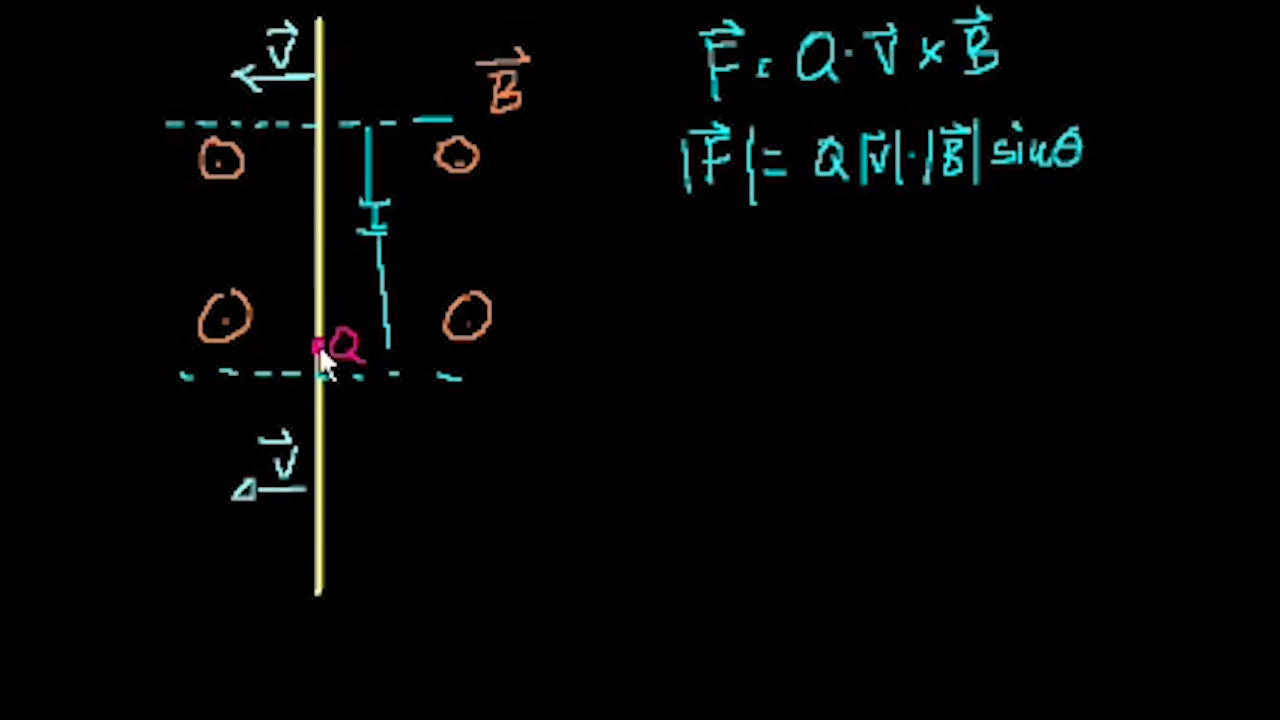 V
B
Q
V
F = Q · V × B
|F| = Q |V| · |B| sinθ